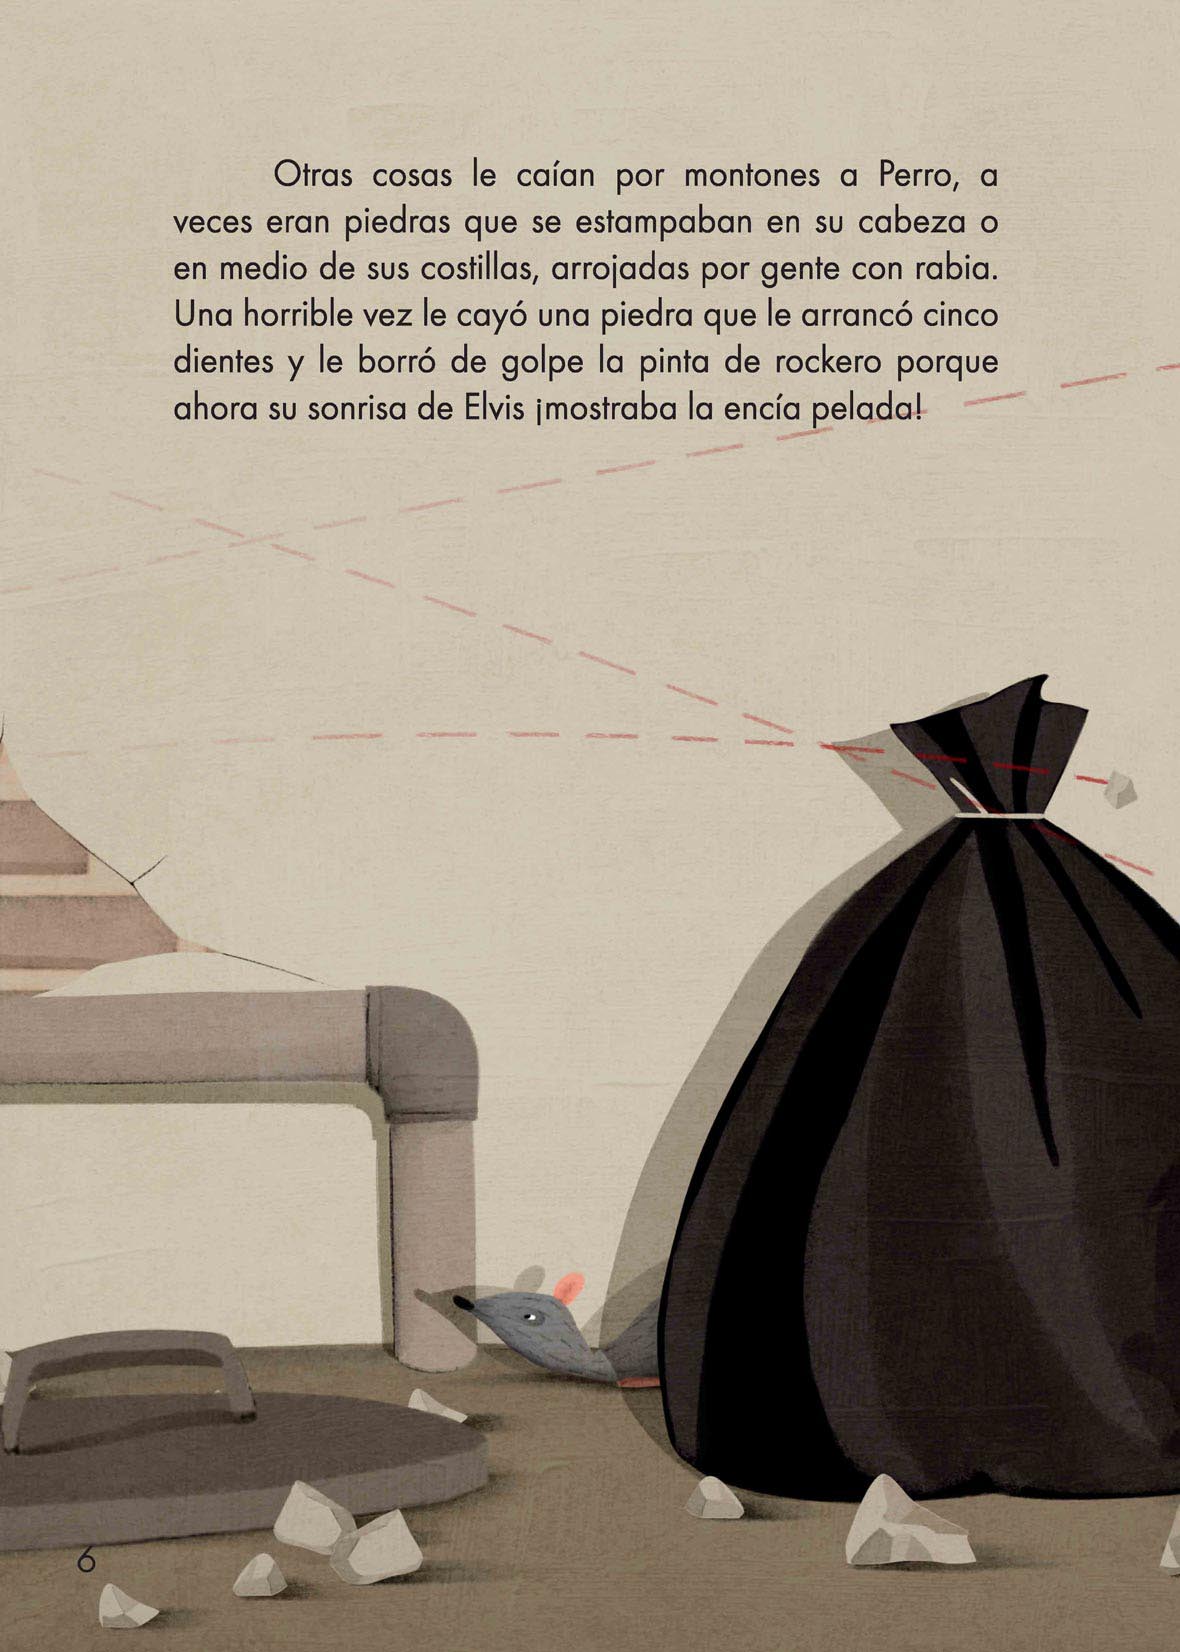 Otras cosas le caían por montones a Perro, a
veces eran piedras que se estampaban en su cabeza o
en medio de sus costillas, arrojadas por gente con rabia.
Una horrible vez le cayó una piedra que le arrancó cinco
dientes y le borró de golpe la pinta de rockero porque
ahora su sonrisa de Elvis ¡mostraba la encía pelada!
6